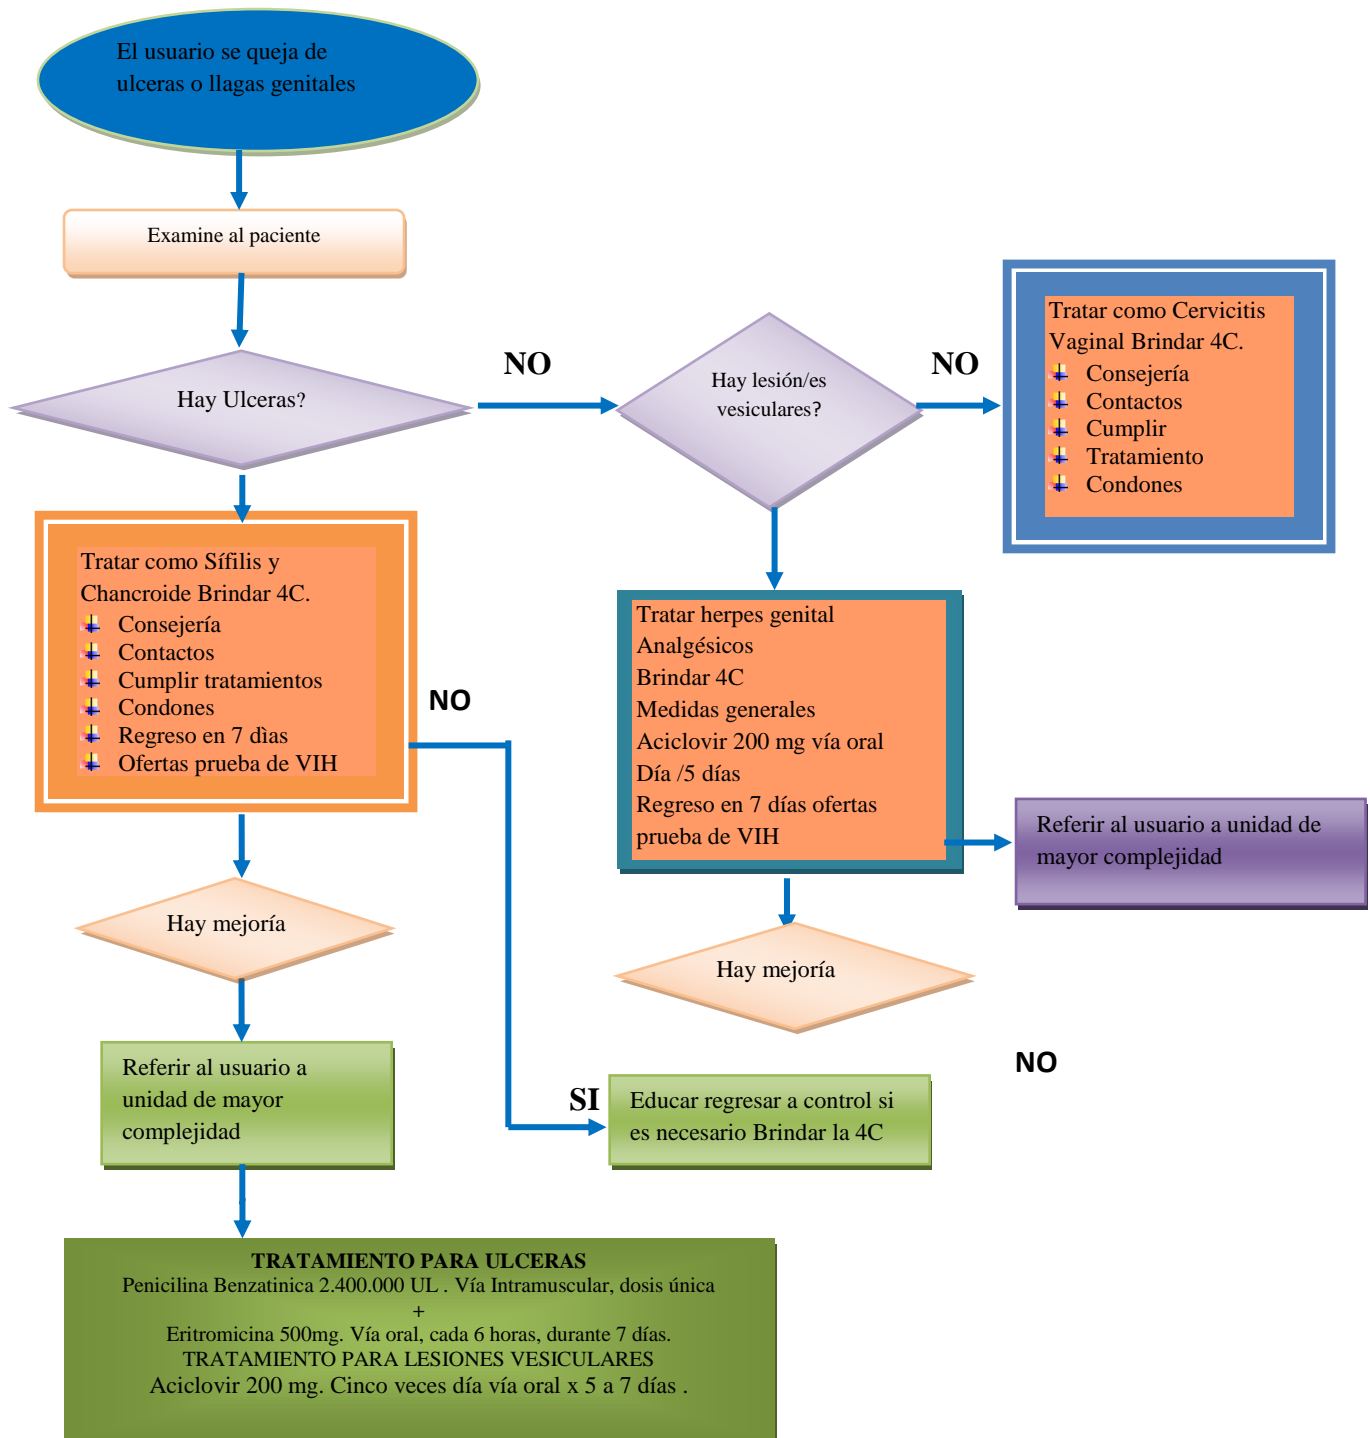 El usuario se queja de
ulceras o llagas genitales
Examine al paciente
Hay Ulceras?
NO
Hay lesión/es
vesiculares?
NO
Tratar como Cervicitis
Vaginal Brindar 4C.
Consejería
Contactos
Cumplir
Tratamiento
Condones
Tratar como Sífilis y
Chancroide Brindar 4C.
Consejería
Contactos
Cumplir tratamientos
Condones
Regreso en 7 dìas
Ofertas prueba de VIH
NO
Tratar herpes genital
Analgésicos
Brindar 4C
Medidas generales
Aciclovir 200 mg vía oral
Día /5 días
Regreso en 7 días ofertas
prueba de VIH
Referir al usuario a unidad de
mayor complejidad
Hay mejoría
Hay mejoría
NO
Referir al usuario a
unidad de mayor
complejidad
SI
Educar regresar a control si
es necesario Brindar la 4C
TRATAMIENTO PARA ULCERAS
Penicilina Benzatinica 2.400.000 UL . Vía Intramuscular, dosis única
+
Eritromicina 500mg. Vía oral, cada 6 horas, durante 7 días.
TRATAMIENTO PARA LESIONES VESICULARES
Aciclovir 200 mg. Cinco veces día vía oral x 5 a 7 días .